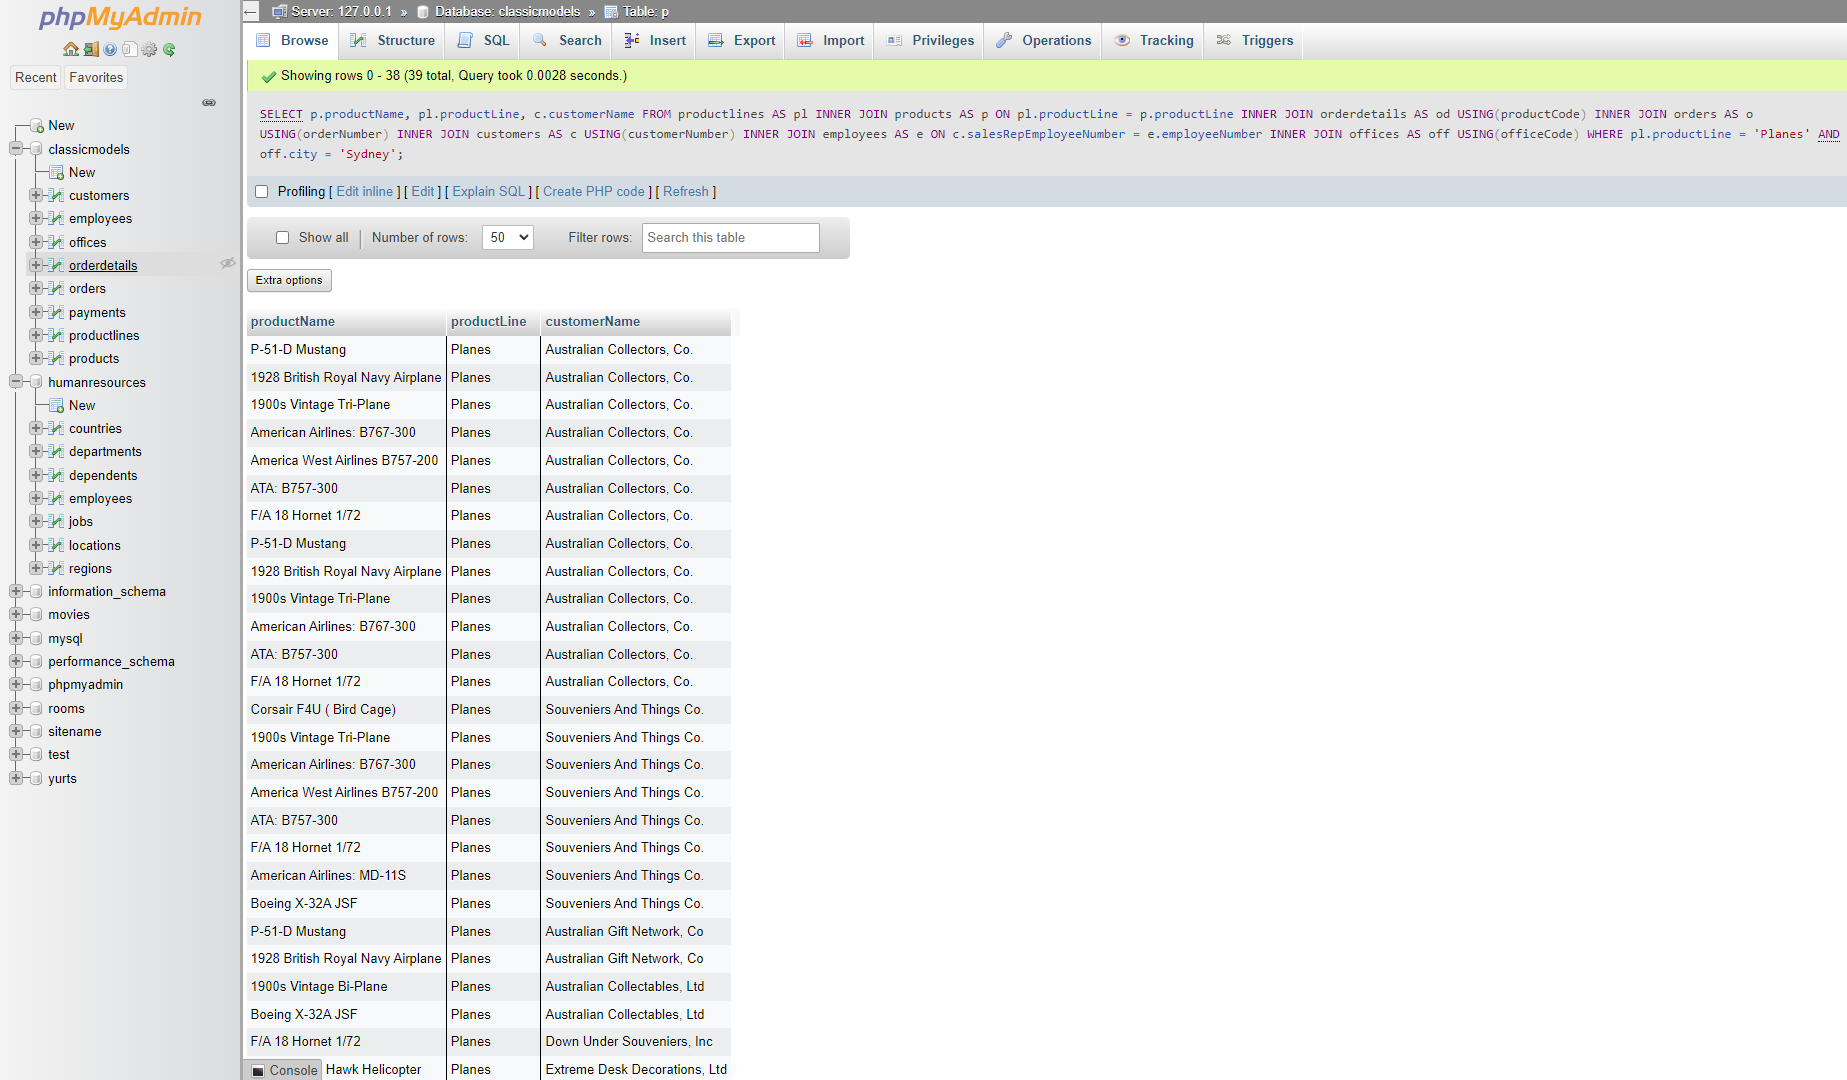 phpMyAdmin
Recent Favorites
New
classicmodels
New
customers
employees
offices
orderdetails
orders
payments
productlines
products
humanresources
New
countries
departments
dependents
employees
jobs
locations
regions
information_schema
movies
mysql
performance_schema
phpmyadmin
rooms
sitename
test
yurts
Server: 127.0.0.1 » Database: classicmodels » Table: p
Browse Structure SQL Search Insert Export Import Privileges Operations Tracking Triggers
Showing rows 0 - 38 (39 total, Query took 0.0028 seconds.)
SELECT p.productName, pl.productLine, c.customerName FROM productlines AS pl INNER JOIN products AS p ON pl.productLine = p.productLine INNER JOIN orderdetails AS od USING(productCode) INNER JOIN orders AS o
USING(orderNumber) INNER JOIN customers AS c USING(customerNumber) INNER JOIN employees AS e ON c.salesRepEmployeeNumber = e.employeeNumber INNER JOIN offices AS off USING(officeCode) WHERE pl.productLine = 'Planes' AND
off.city = 'Sydney';
Profiling [ Edit inline ] [ Edit ] [ Explain SQL ] [ Create PHP code ] [ Refresh ]
Show all Number of rows: 50 Filter rows: Search this table
Extra options
productName productLine customerName
P-51-D Mustang Planes Australian Collectors, Co.
1928 British Royal Navy Airplane Planes Australian Collectors, Co.
1900s Vintage Tri-Plane Planes Australian Collectors, Co.
American Airlines: B767-300 Planes Australian Collectors, Co.
America West Airlines B757-200 Planes Australian Collectors, Co.
ATA: B757-300 Planes Australian Collectors, Co.
F/A 18 Hornet 1/72 Planes Australian Collectors, Co.
P-51-D Mustang Planes Australian Collectors, Co.
1928 British Royal Navy Airplane Planes Australian Collectors, Co.
1900s Vintage Tri-Plane Planes Australian Collectors, Co.
American Airlines: B767-300 Planes Australian Collectors, Co.
ATA: B757-300 Planes Australian Collectors, Co.
F/A 18 Hornet 1/72 Planes Australian Collectors, Co.
Corsair F4U ( Bird Cage) Planes Souveniers And Things Co.
1900s Vintage Tri-Plane Planes Souveniers And Things Co.
American Airlines: B767-300 Planes Souveniers And Things Co.
America West Airlines B757-200 Planes Souveniers And Things Co.
ATA: B757-300 Planes Souveniers And Things Co.
F/A 18 Hornet 1/72 Planes Souveniers And Things Co.
American Airlines: MD-11S Planes Souveniers And Things Co.
Boeing X-32A JSF Planes Souveniers And Things Co.
P-51-D Mustang Planes Australian Gift Network, Co
1928 British Royal Navy Airplane Planes Australian Gift Network, Co
1900s Vintage Bi-Plane Planes Australian Collectables, Ltd
Boeing X-32A JSF Planes Australian Collectables, Ltd
F/A 18 Hornet 1/72 Planes Down Under Souveniers, Inc
Console Hawk Helicopter Planes Extreme Desk Decorations, Ltd